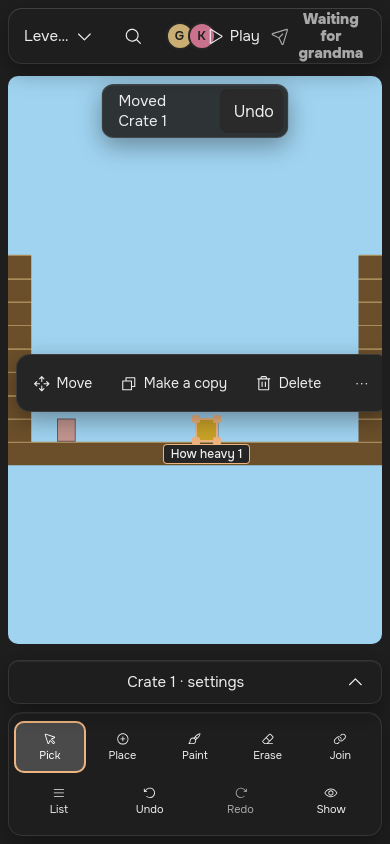 Leve...
G
K
Play
Waiting
for
grandma
Moved
Crate 1
Undo
Move
Make a copy
Delete
...
How heavy 1
Crate 1 · settings
Pick
Place
Paint
Erase
Join
List
Undo
Redo
Show